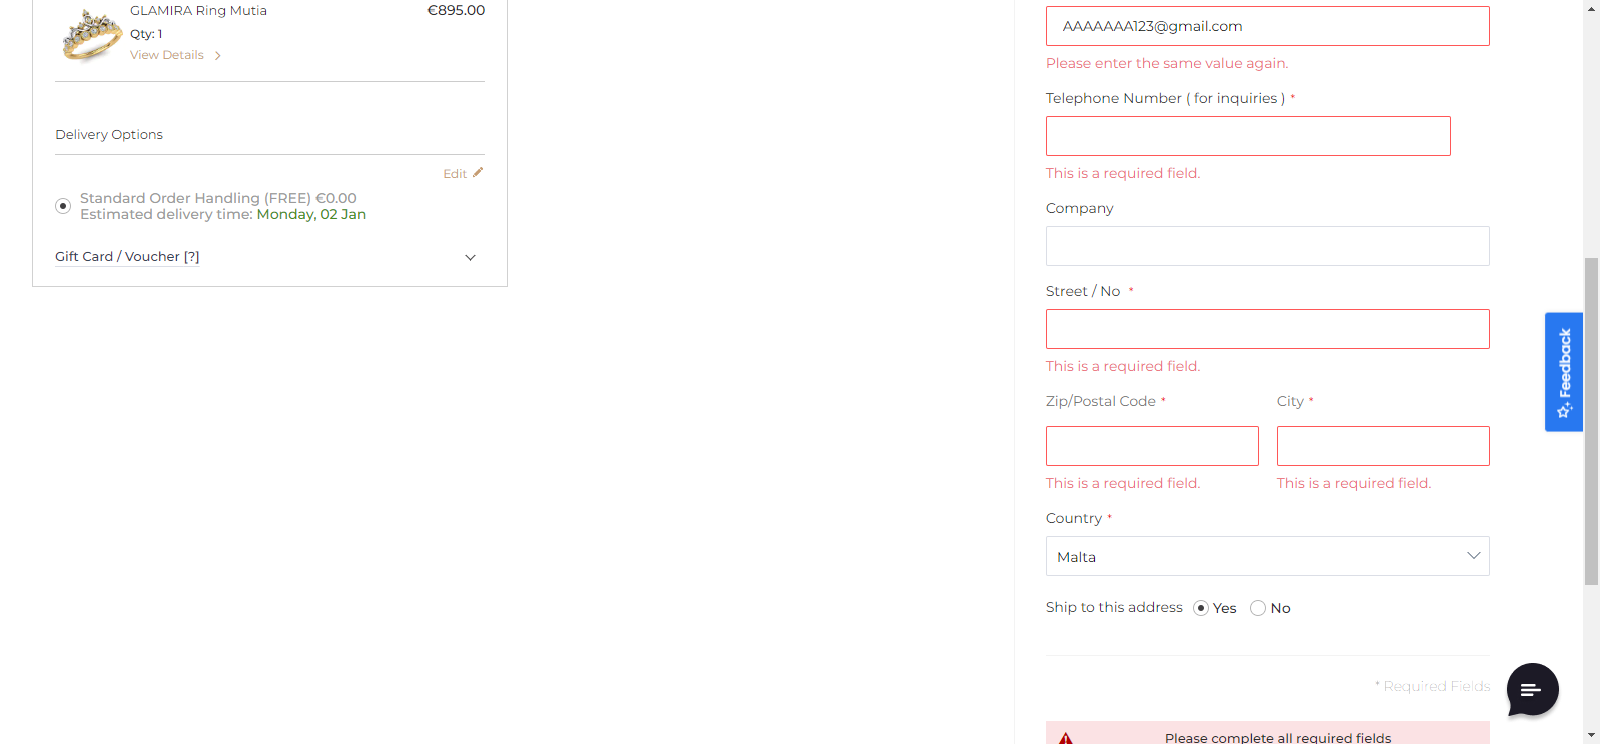 GLAMIRA Ring Mutia
€895.00
Qty: 1
View Details
Delivery Options
Edit
Standard Order Handling (FREE) €0.00
Estimated delivery time: Monday, 02 Jan
Gift Card / Voucher [?]
AAAAAAA123@gmail.com
Please enter the same value again.
Telephone Number ( for inquiries ) *
This is a required field.
Company
Street / No *
This is a required field.
Zip/Postal Code *
City *
This is a required field.
This is a required field.
Country *
Malta
Ship to this address Yes No
* Required Fields
Please complete all required fields
Feedback